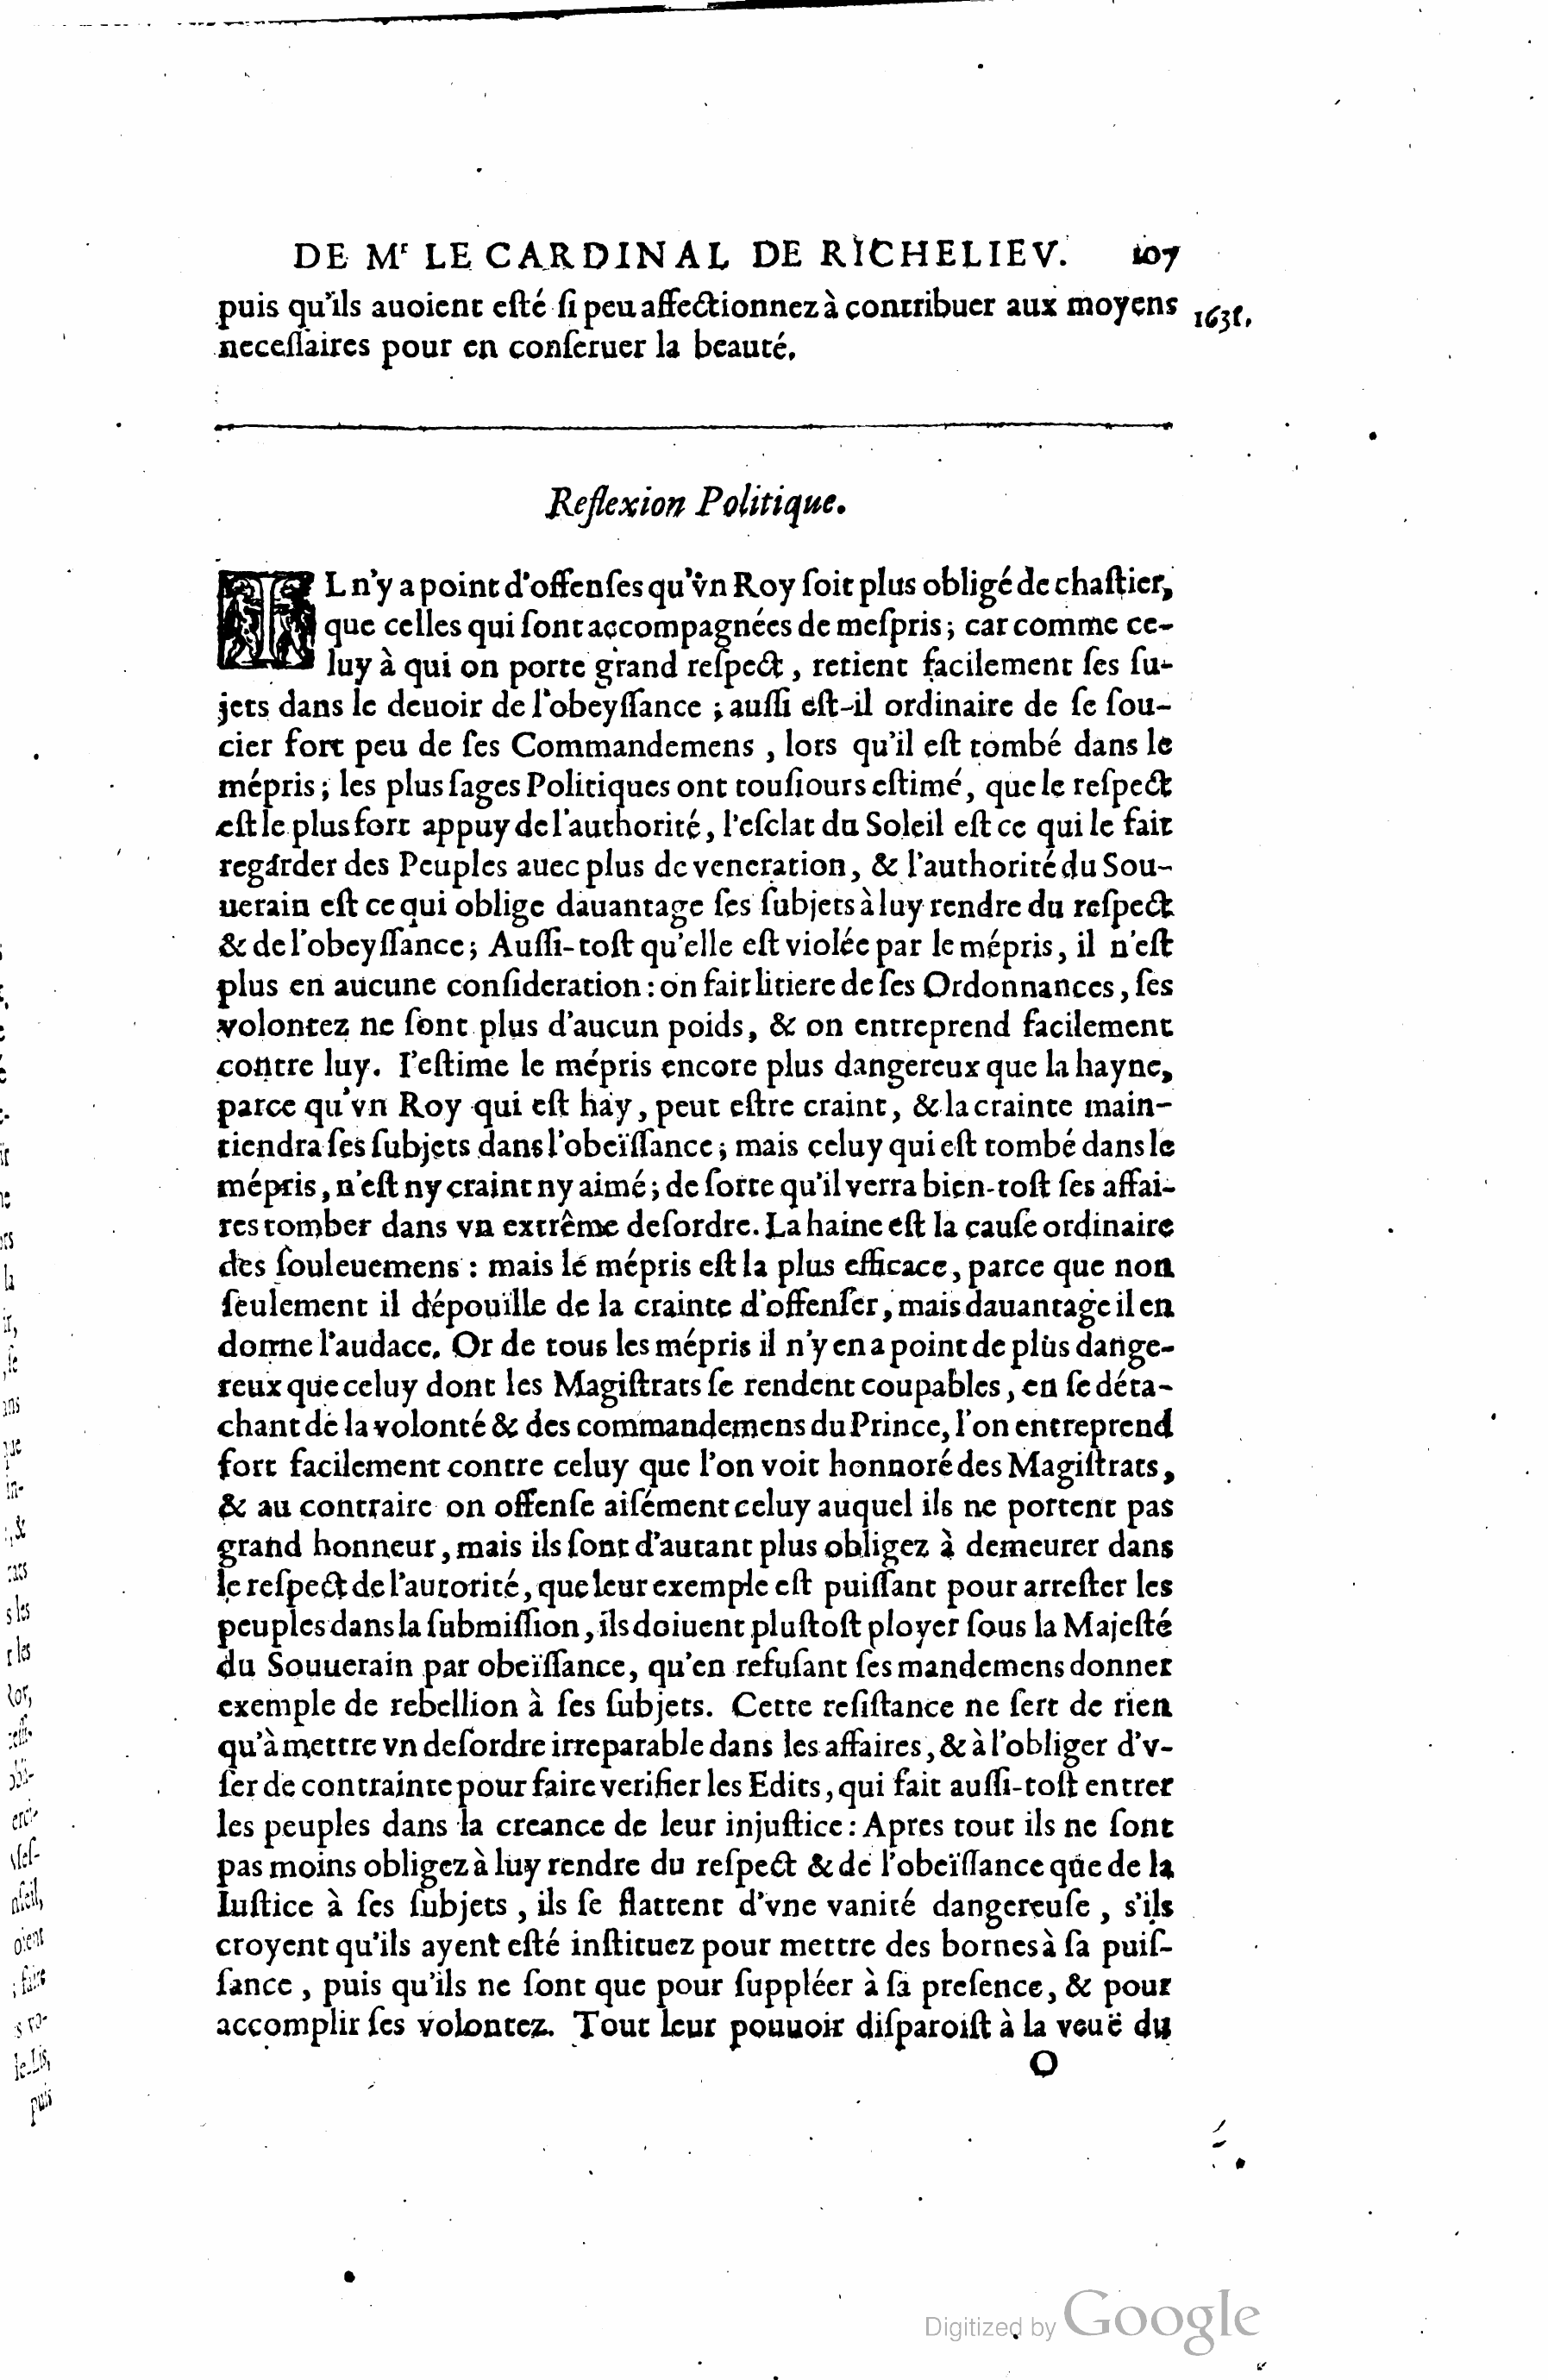 DE Mʳ LE CARDINAL DE RICHELIEV. 107
puis qu'ils auoient eſté ſi peu affectionnez à contribuer aux moyens
1631.
neceſſaires pour en conſeruer la beauté.
Reflexion Politique.
IL n'y a point d'offenſes qu'vn Roy ſoit plus obligé de chaſtier,
que celles qui ſont accompagnées de meſpris; car comme ce-
luy à qui on porte grand reſpect, retient facilement ſes ſu-
jets dans le deuoir de l'obeyſſance; auſſi eſt-il ordinaire de ſe ſou-
cier fort peu de ſes Commandemens, lors qu'il eſt tombé dans le
mépris; les plus ſages Politiques ont touſiours eſtimé, que le reſpect
eſt le plus fort appuy de l'authorité, l'eſclat du Soleil eſt ce qui le fait
regarder des Peuples auec plus de veneration, & l'authorité du Sou-
uerain eſt ce qui oblige dauantage ſes ſubjets à luy rendre du reſpect
& de l'obeyſſance; Auſſi-toſt qu'elle eſt violée par le mépris, il n'eſt
plus en aucune conſideration: on fait litiere de ſes Ordonnances, ſes
volontez ne ſont plus d'aucun poids, & on entreprend facilement
contre luy. I'eſtime le mépris encore plus dangereux que la hayne,
parce qu'vn Roy qui eſt hay, peut eſtre craint, & la crainte main-
tiendra ſes ſubjets dans l'obeïſſance; mais celuy qui eſt tombé dans le
mépris, n'eſt ny craint ny aimé; de ſorte qu'il verra bien-toſt ſes affai-
res tomber dans vn extrême deſordre. La haine eſt la cauſe ordinaire
des ſouleuemens: mais le mépris eſt la plus efficace, parce que non
ſeulement il dépouïlle de la crainte d'offenſer, mais dauantage il en
donne l'audace. Or de tous les mépris il n'y en a point de plus dange-
reux que celuy dont les Magiſtrats ſe rendent coupables, en ſe déta-
chant de la volonté & des commandemens du Prince, l'on entreprend
fort facilement contre celuy que l'on voit honnoré des Magiſtrats,
& au contraire on offenſe aiſément celuy auquel ils ne portent pas
grand honneur, mais ils ſont d'autant plus obligez à demeurer dans
le reſpect de l'autorité, que leur exemple eſt puiſſant pour arreſter les
peuples dans la ſubmiſſion, ils doiuent pluſtoſt ployer ſous la Majeſté
du Souuerain par obeïſſance, qu'en refuſant ſes mandemens donner
exemple de rebellion à ſes ſubjets. Cette reſiſtance ne ſert de rien
qu'à mettre vn deſordre irreparable dans les affaires, & à l'obliger d'v-
ſer de contrainte pour faire verifier les Edits, qui fait auſſi-toſt entrer
les peuples dans la creance de leur injuſtice: Apres tout ils ne ſont
pas moins obligez à luy rendre du reſpect & de l'obeïſſance que de la
Iuſtice à ſes ſubjets, ils ſe flattent d'vne vanité dangereuſe, s'ils
croyent qu'ils ayent eſté inſtituez pour mettre des bornes à ſa puiſ-
ſance, puis qu'ils ne ſont que pour ſuppléer à ſa preſence, & pour
accomplir ſes volontez. Tout leur pouuoir diſparoiſt à la veuë du
O
Digitized by Google